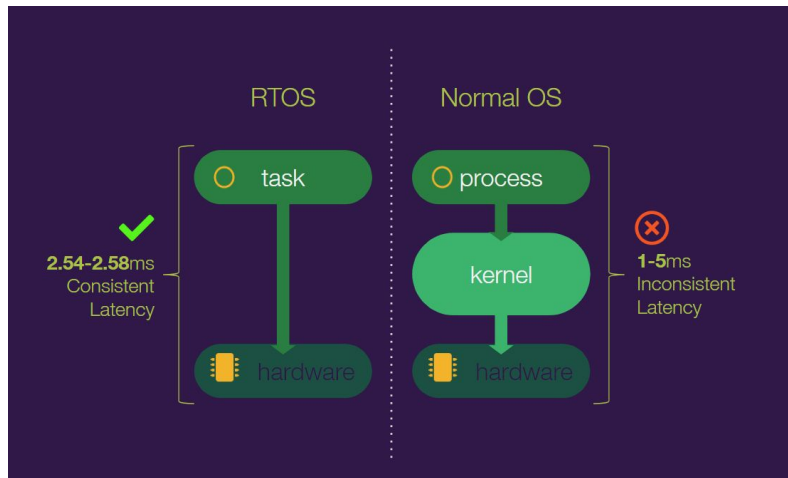 RTOS
task
2.54-2.58ms
Consistent
Latency
hardware
Normal OS
process
kernel
1-5ms
Inconsistent
Latency
hardware